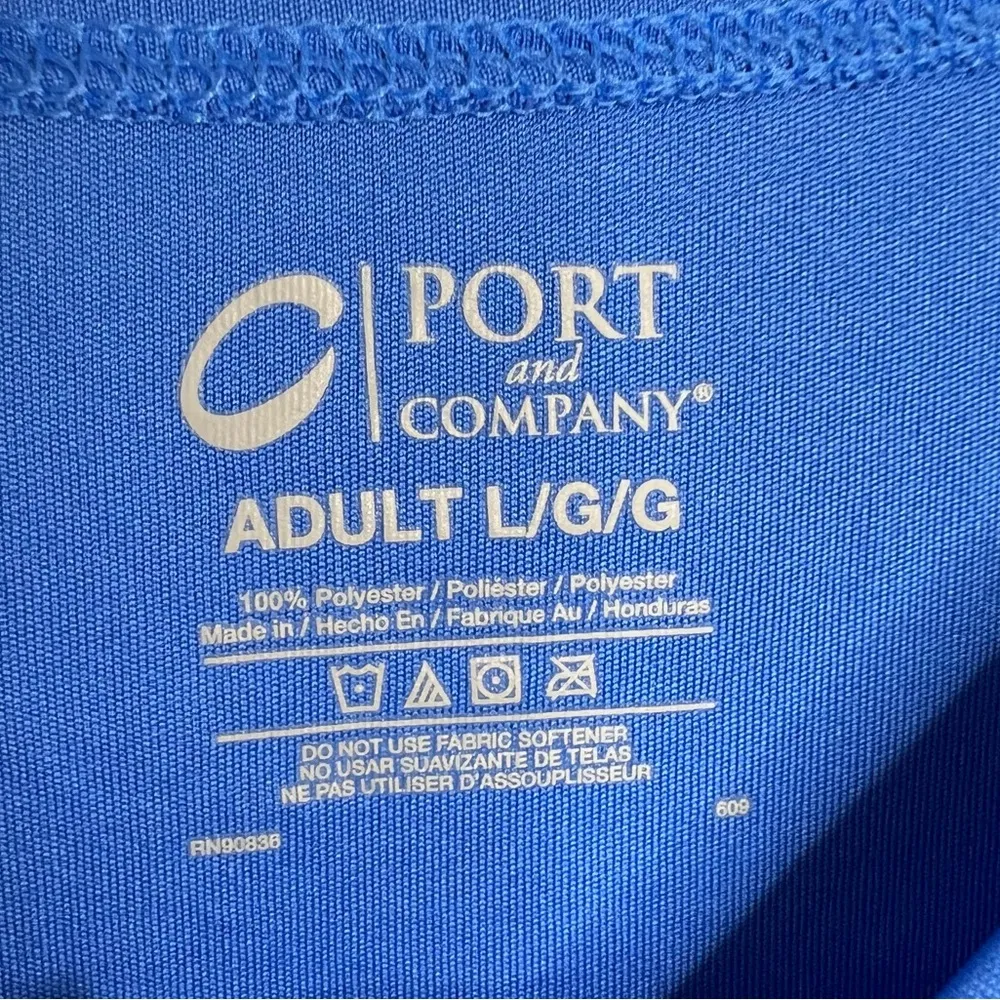 PORT
and
COMPANY®
ADULT L/G/G
100% Polyester / Poliéster / Polyester
Made in / Hecho En / Fabrique Au / Honduras
DO NOT USE FABRIC SOFTENER
NO USAR SUAVIZANTE DE TELAS
NE PAS UTILISER D'ASSOUPLISSEUR
609
RN90836